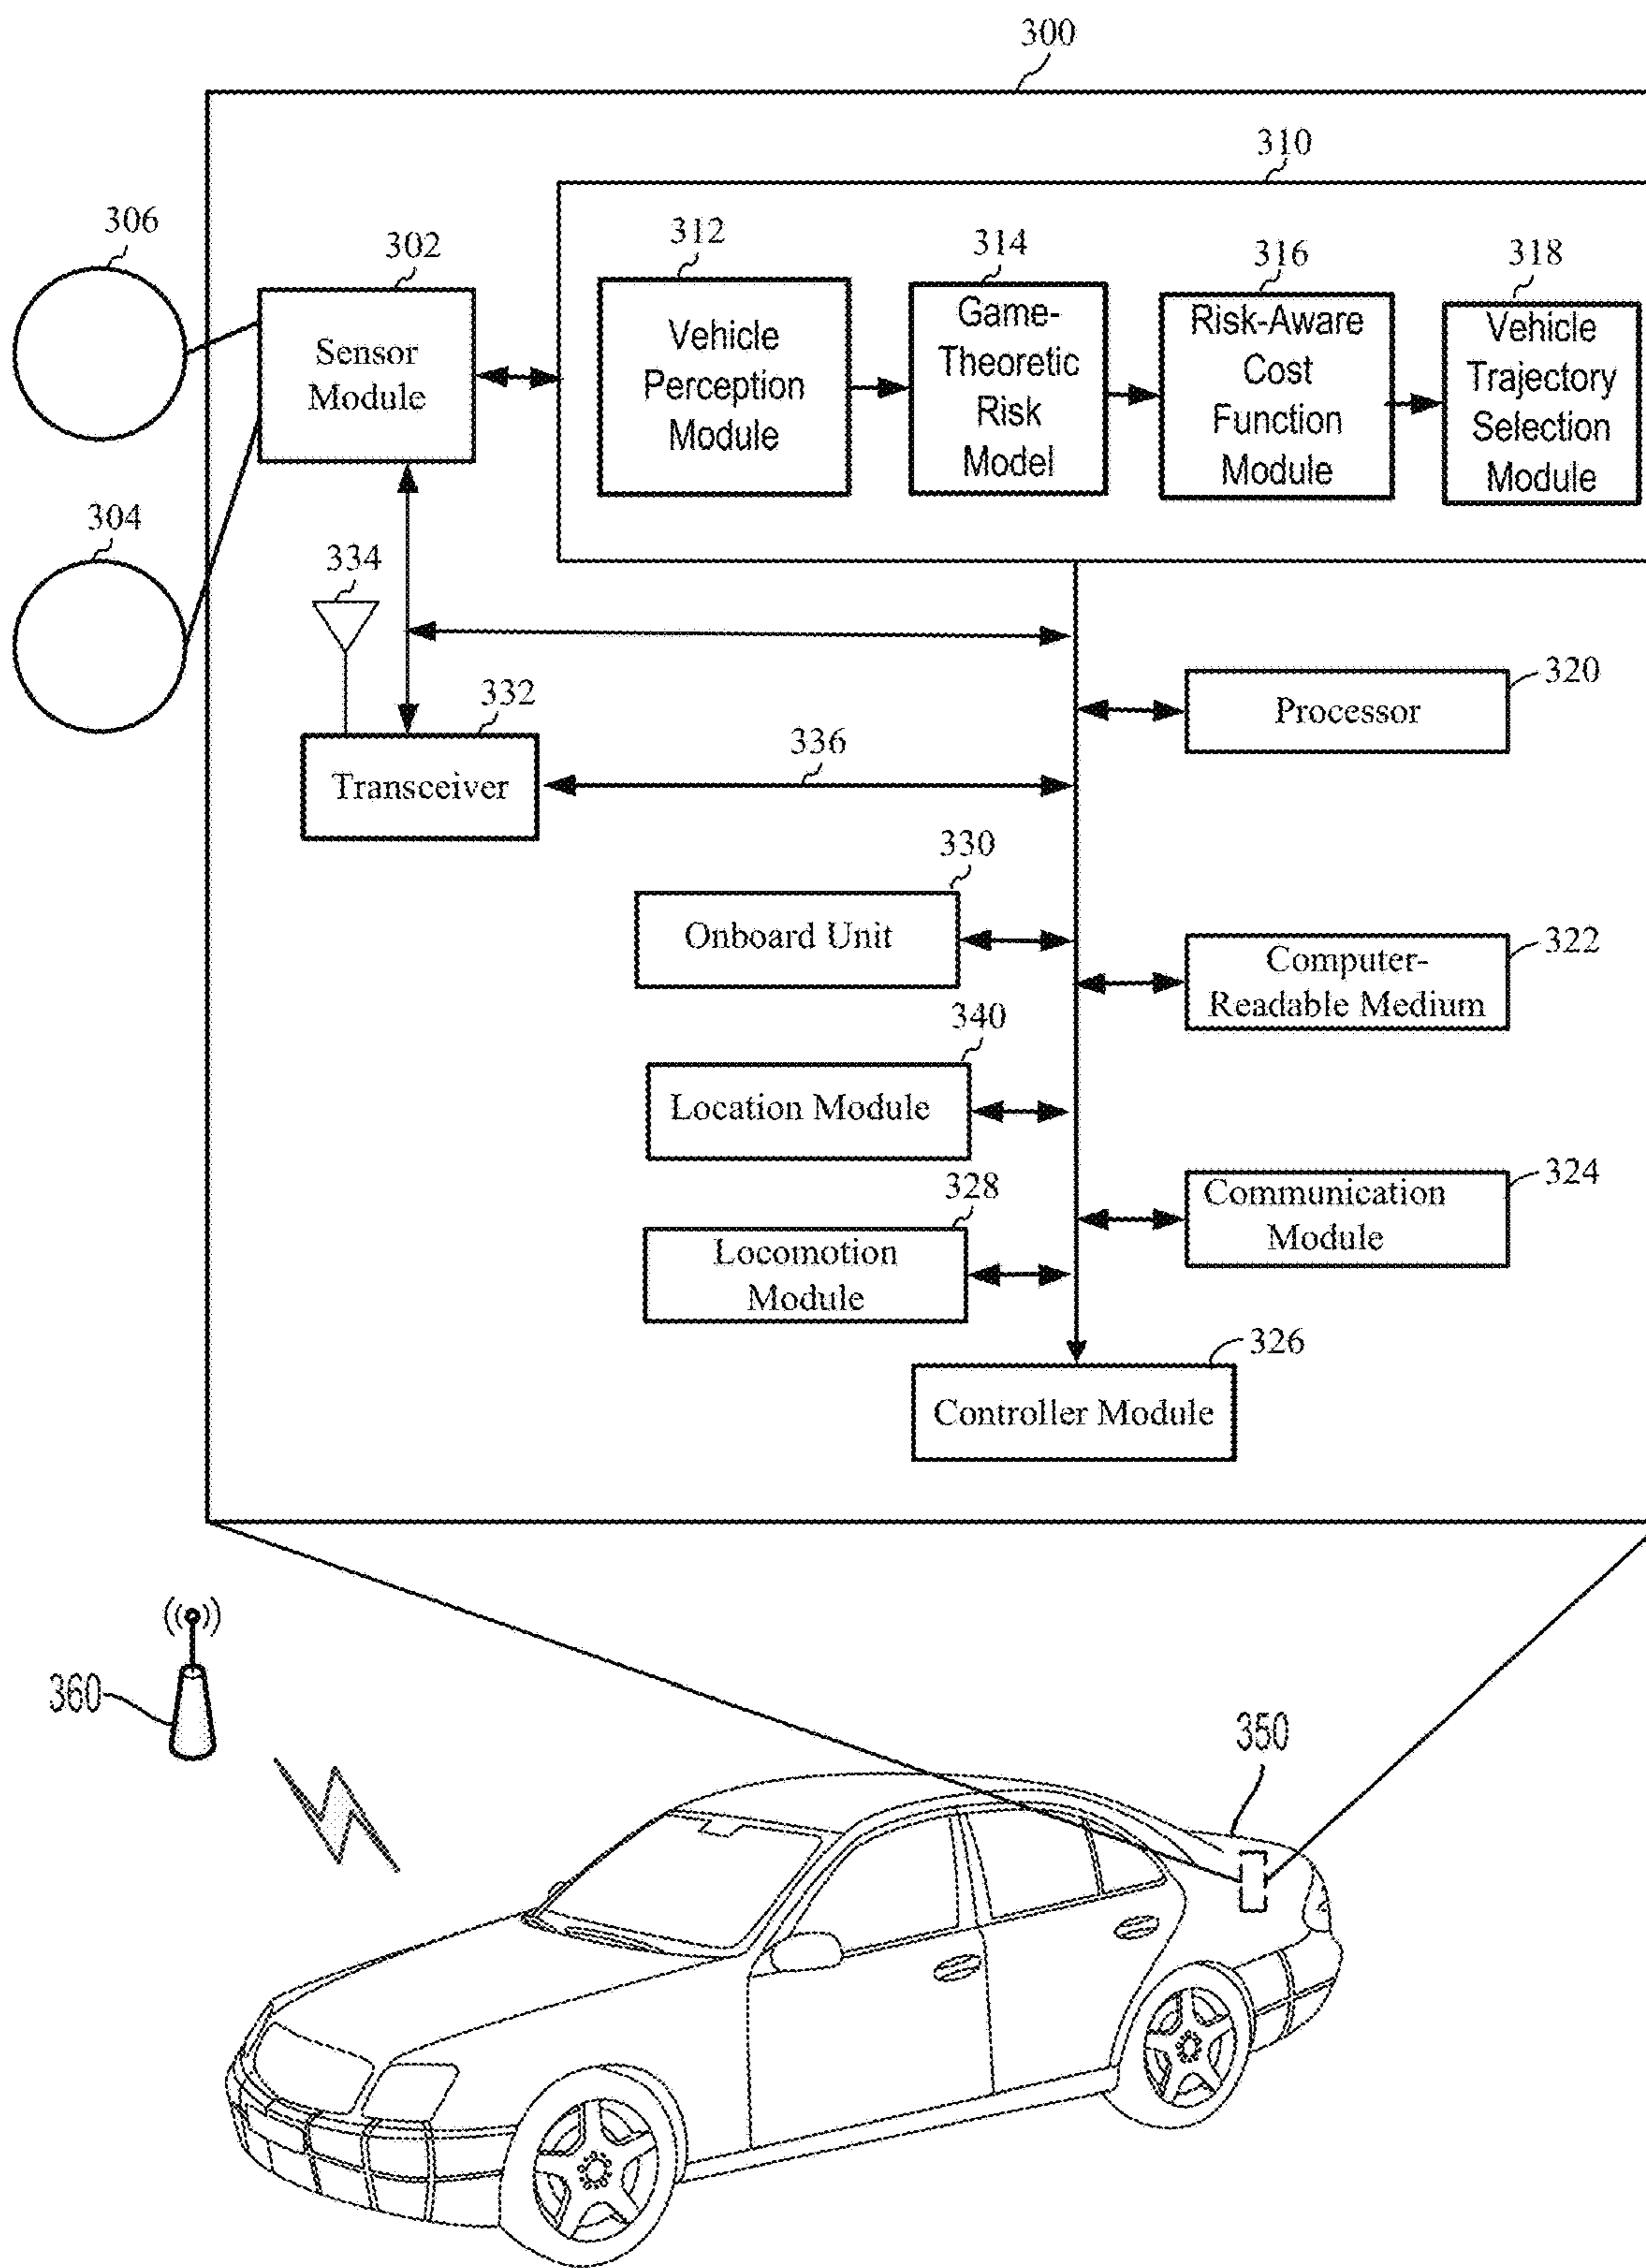 300
310
306
302
312
314
316
318
Sensor
Module
Vehicle
Perception
Module
Game-
Theoretic
Risk
Model
Risk-Aware
Cost
Function
Module
Vehicle
Trajectory
Selection
Module
304
334
332
336
320
Processor
Transceiver
330
Onboard Unit
322
Computer-
Readable Medium
340
Location Module
324
Communication
Module
328
Locomotion
Module
326
Controller Module
360
350